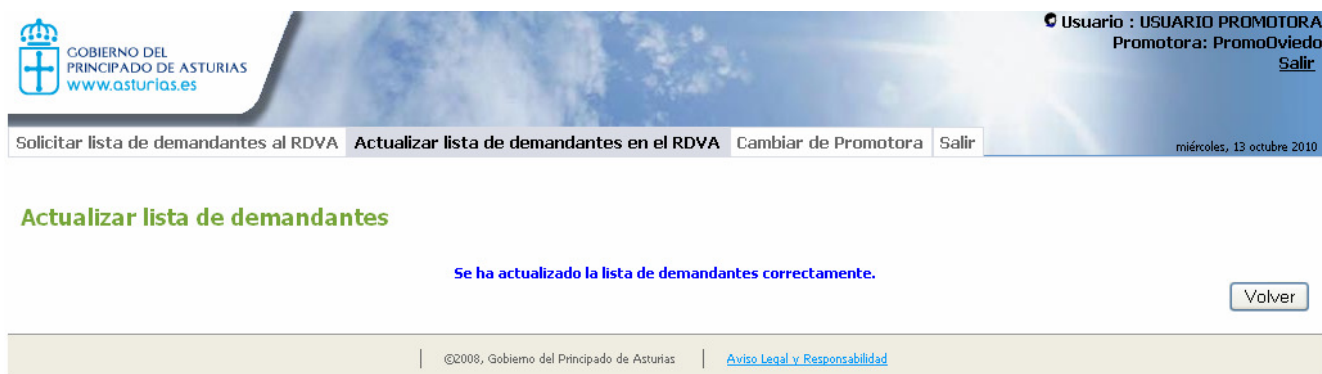 GOBIERNO DEL
PRINCIPADO DE ASTURIAS
www.asturias.es
Usuario : USUARIO PROMOTORA
Promotora: PromoOviedo
Salir
Solicitar lista de demandantes al RDVA Actualizar lista de demandantes en el RDVA Cambiar de Promotora Salir miércoles, 13 octubre 2010
Actualizar lista de demandantes
Se ha actualizado la lista de demandantes correctamente.
Volver
©2008, Gobierno del Principado de Asturias Aviso Legal y Responsabilidad